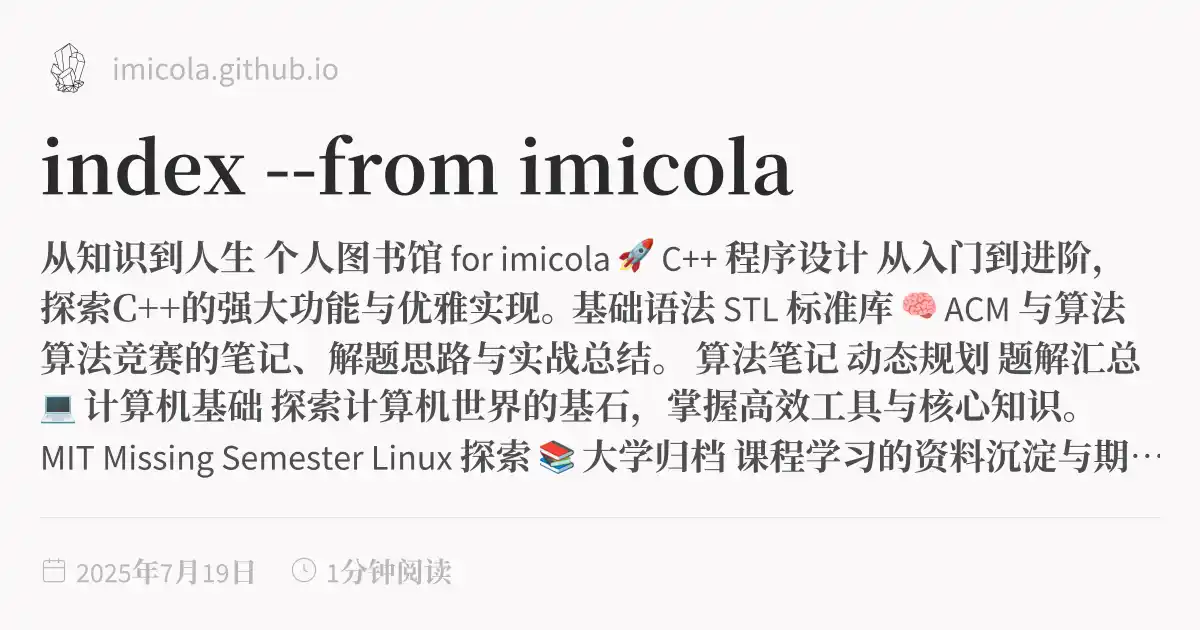 imicola.github.io
index --from imicola
从知识到人生 个人图书馆 for imicola 🚀 C++ 程序设计 从入门到进阶，
探索C++的强大功能与优雅实现。基础语法 STL 标准库 🧠 ACM 与算法
算法竞赛的笔记、解题思路与实战总结。 算法笔记 动态规划 题解汇总
💻 计算机基础 探索计算机世界的基石，掌握高效工具与核心知识。
MIT Missing Semester Linux 探索 📚 大学归档 课程学习的资料沉淀与期…
2025年7月19日 1分钟阅读